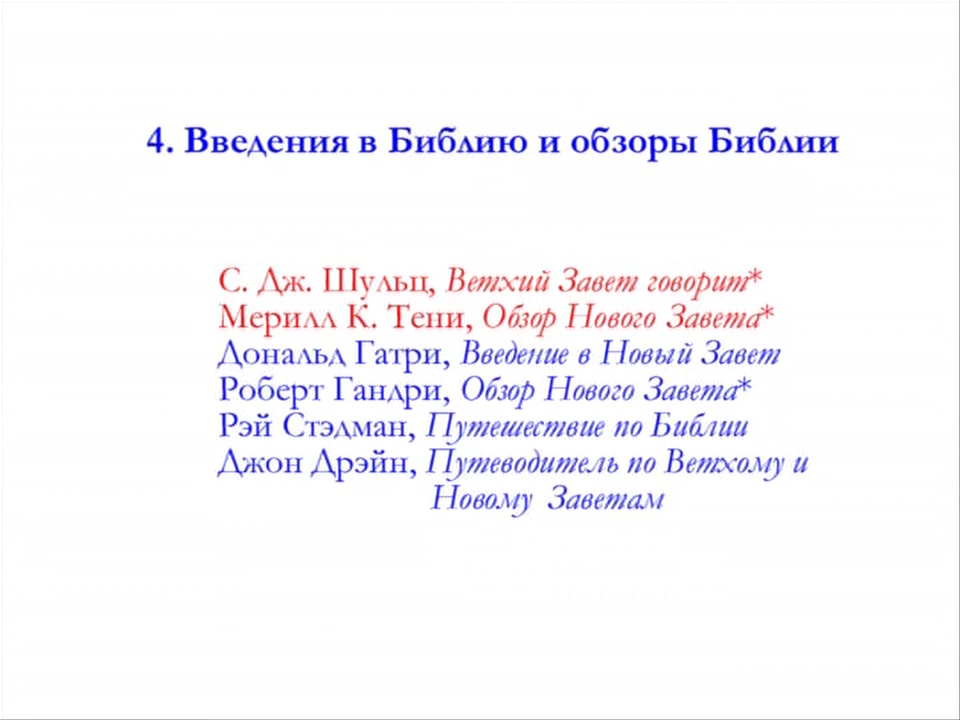 4. Введения в Библию и обзоры Библии
С. Дж. Шульц, Ветхий Завет говорит*
Мерилл К. Тени, Обзор Нового Завета*
Дональд Гатри, Введение в Новый Завет
Роберт Гандри, Обзор Нового Завета*
Рэй Стэдман, Путешествие по Библии
Джон Дрэйн, Путеводитель по Ветхому и
Новому Заветам